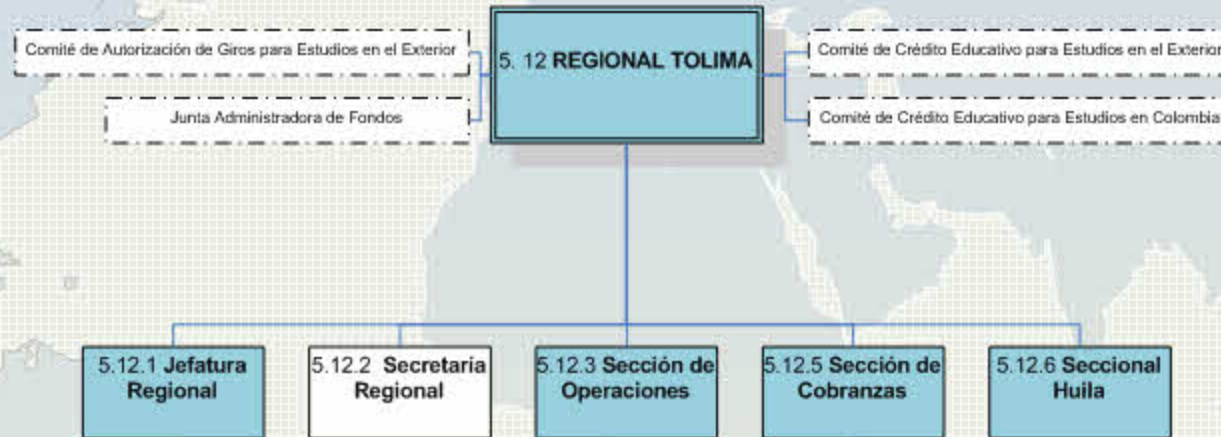 Comité de Autorización de Giros para Estudios en el Exterior
5. 12 REGIONAL TOLIMA
Comité de Crédito Educativo para Estudios en el Exterior
Junta Administradora de Fondos
Comité de Crédito Educativo para Estudios en Colombia
5.12.1 Jefatura
Regional
5.12.2 Secretaría
Regional
5.12.3 Sección de
Operaciones
5.12.5 Sección de
Cobranzas
5.12.6 Seccional
Huila